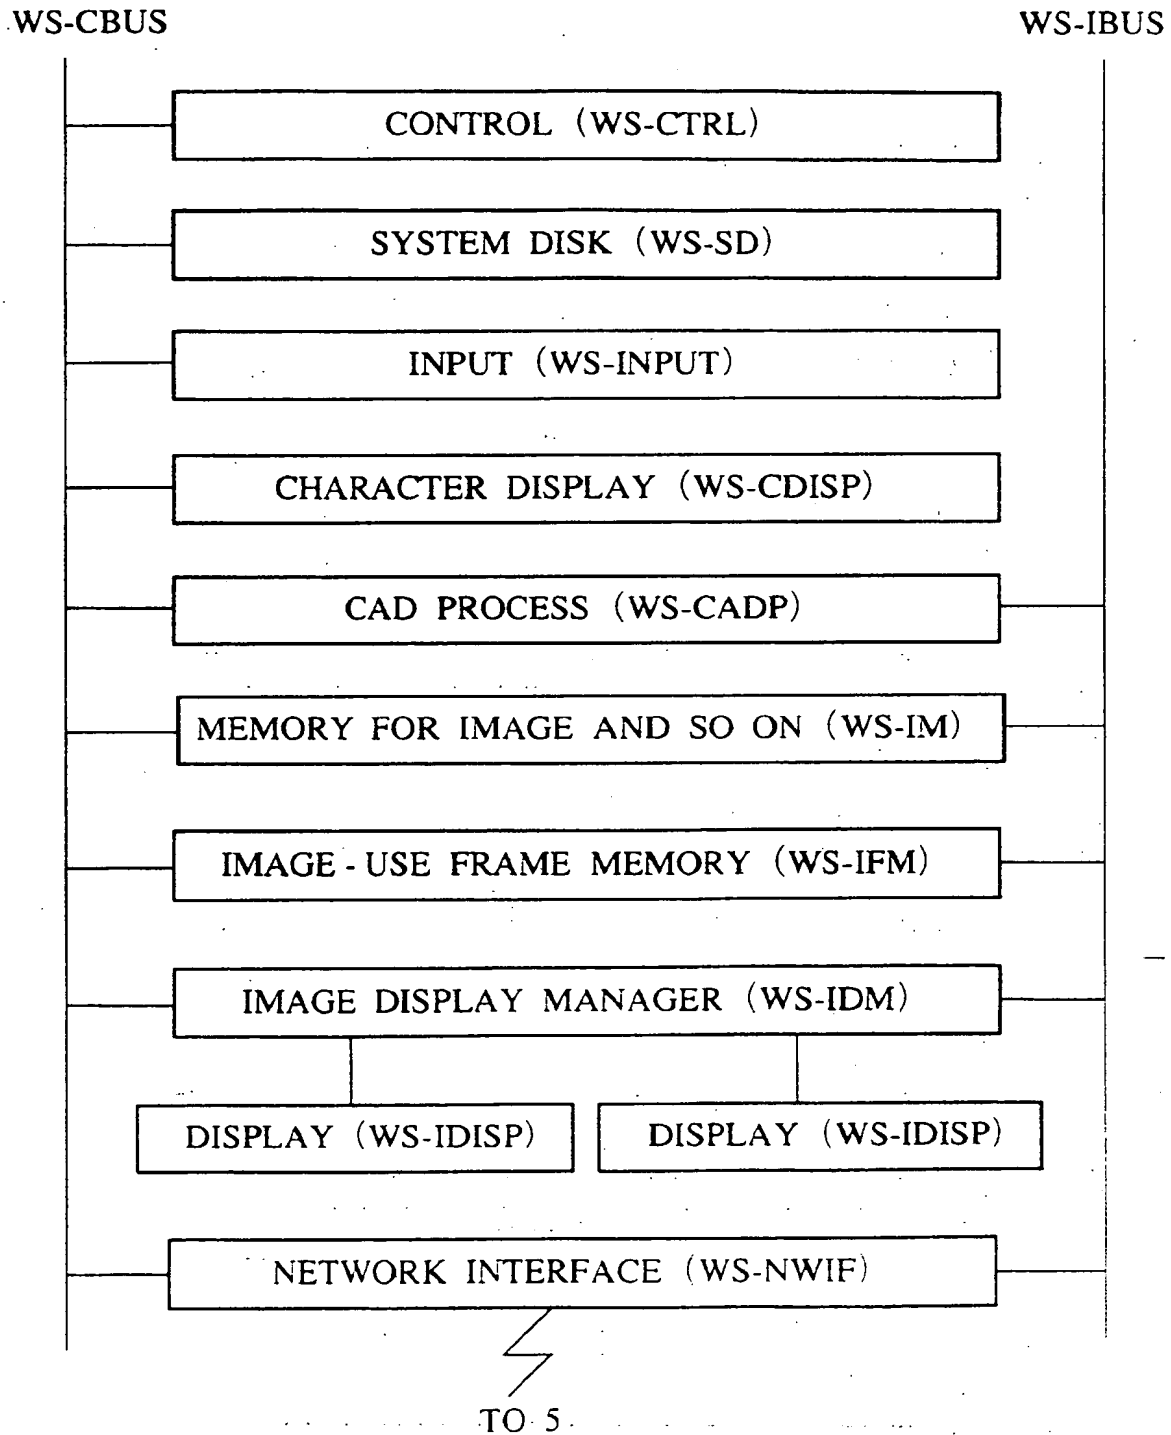 WS-CBUS
WS-IBUS
CONTROL (WS-CTRL)
SYSTEM DISK (WS-SD)
INPUT (WS-INPUT)
CHARACTER DISPLAY (WS-CDISP)
CAD PROCESS (WS-CADP)
MEMORY FOR IMAGE AND SO ON (WS-IM)
IMAGE-USE FRAME MEMORY (WS-IFM)
IMAGE DISPLAY MANAGER (WS-IDM)
DISPLAY (WS-IDISP)
DISPLAY (WS-IDISP)
NETWORK INTERFACE (WS-NWIF)
TO 5